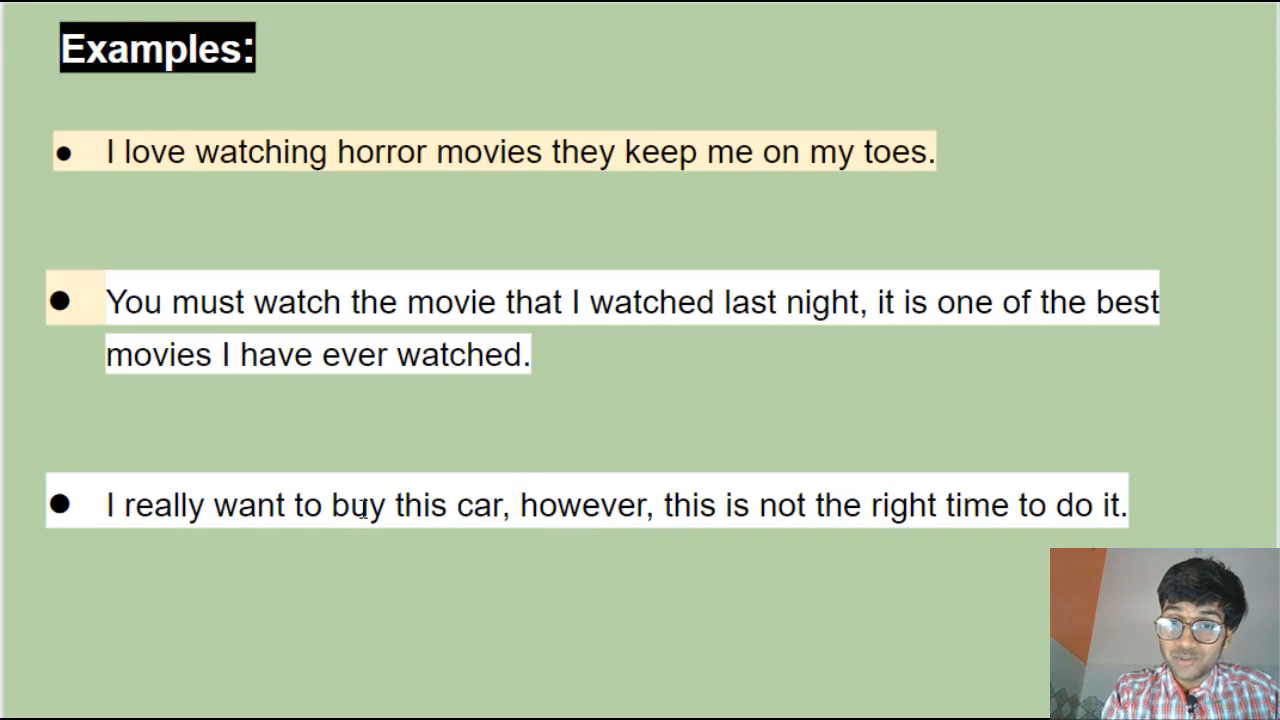 Examples:
● I love watching horror movies they keep me on my toes.
● You must watch the movie that I watched last night, it is one of the best
movies I have ever watched.
● I really want to buy this car, however, this is not the right time to do it.